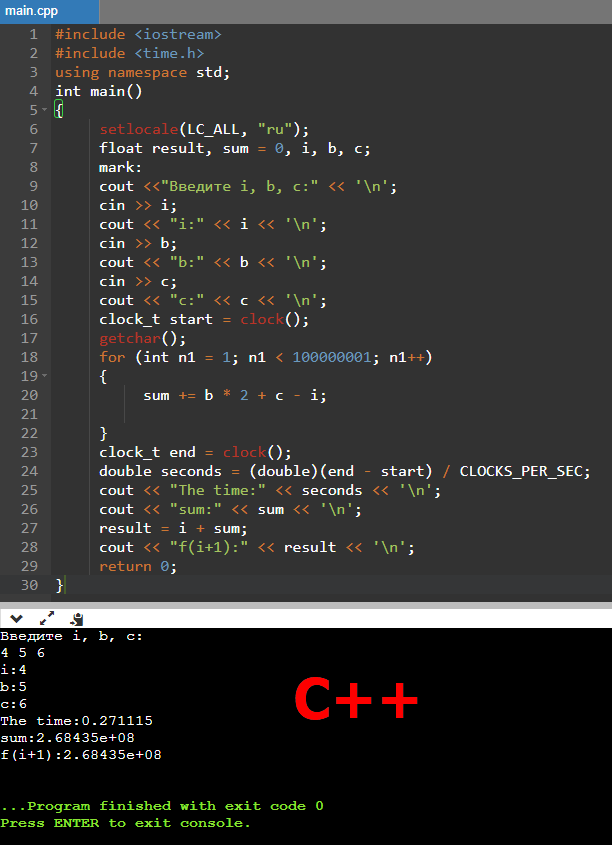 main.cpp
1 #include <iostream>
2 #include <time.h>
3 using namespace std;
4 int main()
5 {
6 setlocale(LC_ALL, "ru");
7 float result, sum = 0, i, b, c;
8 mark:
9 cout <<"Введите i, b, c:" << '\n';
10 cin >> i;
11 cout << "i:" << i << '\n';
12 cin >> b;
13 cout << "b:" << b << '\n';
14 cin >> c;
15 cout << "c:" << c << '\n';
16 clock_t start = clock();
17 getchar();
18 for (int n1 = 1; n1 < 100000001; n1++)
19 {
20 sum += b * 2 + c - i;
21
22 }
23 clock_t end = clock();
24 double seconds = (double)(end - start) / CLOCKS_PER_SEC;
25 cout << "The time:" << seconds << '\n';
26 cout << "sum:" << sum << '\n';
27 result = i + sum;
28 cout << "f(i+1):" << result << '\n';
29 return 0;
30 }
Введите i, b, c:
4 5 6
i:4
b:5
c:6
C++
The time:0.271115
sum:2.68435e+08
f(i+1):2.68435e+08
...Program finished with exit code 0
Press ENTER to exit console.